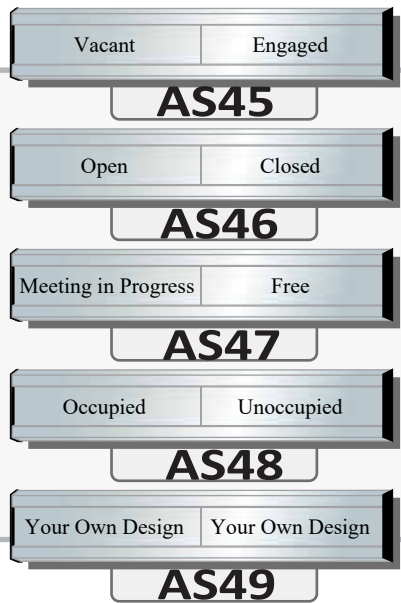 Vacant Engaged
AS45
Open Closed
AS46
Meeting in Progress Free
AS47
Occupied Unoccupied
AS48
Your Own Design Your Own Design
AS49